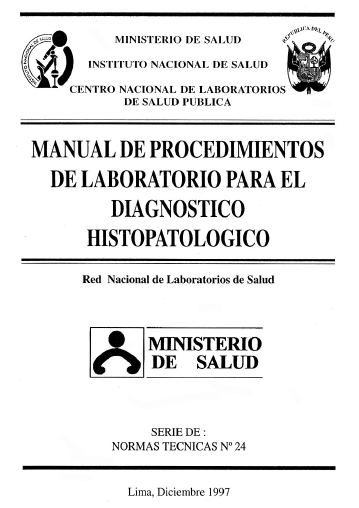 MINISTERIO DE SALUD
INSTITUTO NACIONAL DE SALUD
CENTRO NACIONAL DE LABORATORIOS
DE SALUD PUBLICA
REPUBLICA DEL PERU
MANUAL DE PROCEDIMIENTOS
DE LABORATORIO PARA EL
DIAGNOSTICO
HISTOPATOLOGICO
Red Nacional de Laboratorios de Salud
MINISTERIO
DE SALUD
SERIE DE :
NORMAS TECNICAS Nº 24
Lima, Diciembre 1997